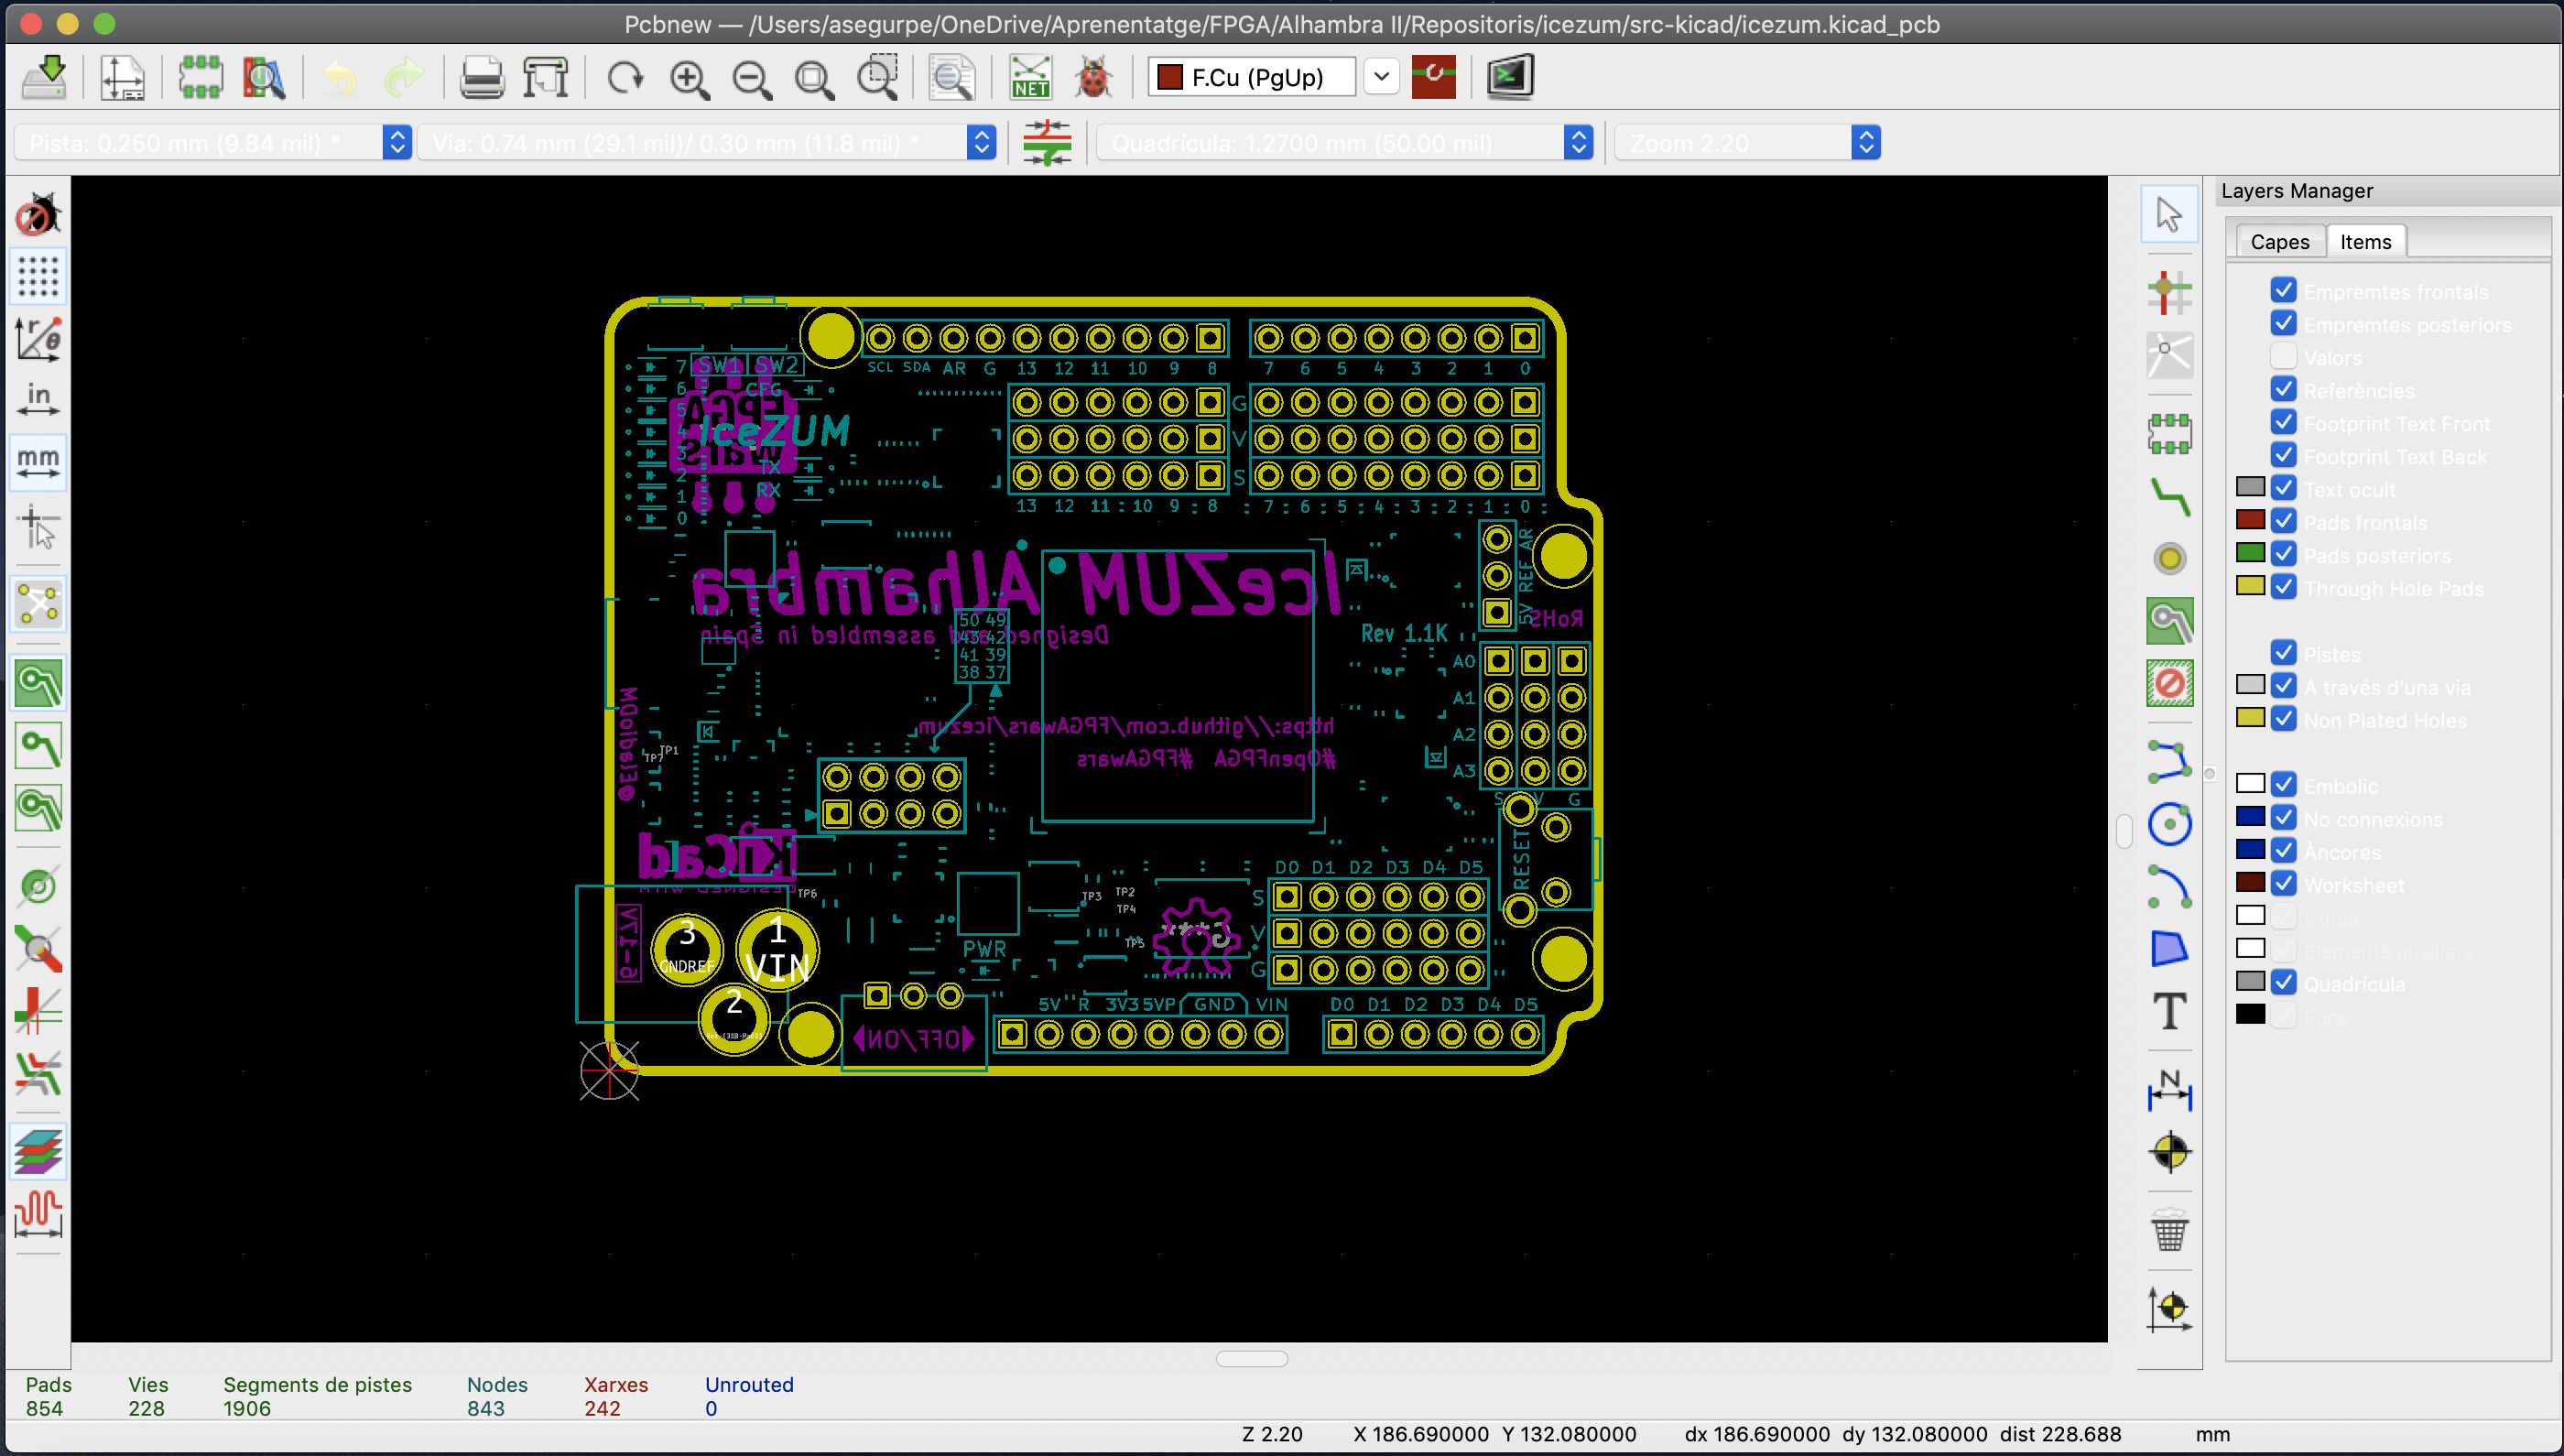 Pcbnew — /Users/asegurpe/OneDrive/Aprenentatge/FPGA/Alhambra II/Repositoris/icezum/src-kicad/icezum.kicad_pcb
NET
F.Cu (PgUp)
Pista: 0.250 mm (9.84 mil) *
Via: 0.74 mm (29.1 mil)/ 0.30 mm (11.8 mil) *
Quadrícula: 1.2700 mm (50.00 mil)
Zoom 2.20
in
mm
SW1 SW2
CFG
TX
RX
7
6
5
4
3
2
1
0
FPGA
wars
IceZUM
SCL SDA AR G 13 12 11 10 9 8 7 6 5 4 3 2 1 0
G
V
S
13 12 11 : 10 9 : 8 : 7 : 6 : 5 : 4 : 3 : 2 : 1 : 0 :
IceZUM Alhambra
Designed and assembled in Spain
50 49
43 42
41 39
38 37
5V REF AR
RoHS
Rev 1.1K
A0
A1
A2
A3
S V G
https://github.com/FPGAwars/icezum
#OpenFPGA #FPGAwars
@ElabioDM
TP1
TP7
KiCad
DESIGNED WITH
TP6
6-17V
3
GNDREF
1
VIN
2
PWR
TP3
TP2
TP4
TP5
RESET
D0 D1 D2 D3 D4 D5
S
V
G
OFF/ON
5V R 3V3 5VP GND VIN
D0 D1 D2 D3 D4 D5
Layers Manager
Capes
Items
Empremtes frontals
Empremtes posteriors
Valors
Referències
Footprint Text Front
Footprint Text Back
Text ocult
Pads frontals
Pads posteriors
Through Hole Pads
Pistes
A través d'una via
Non Plated Holes
Embolic
No connexions
Àncores
Worksheet
Cursor
Elements auxiliars
Quadrícula
Fons
Pads
854
Vies
228
Segments de pistes
1906
Nodes
843
Xarxes
242
Unrouted
0
Z 2.20
X 186.690000 Y 132.080000
dx 186.690000 dy 132.080000 dist 228.688
mm